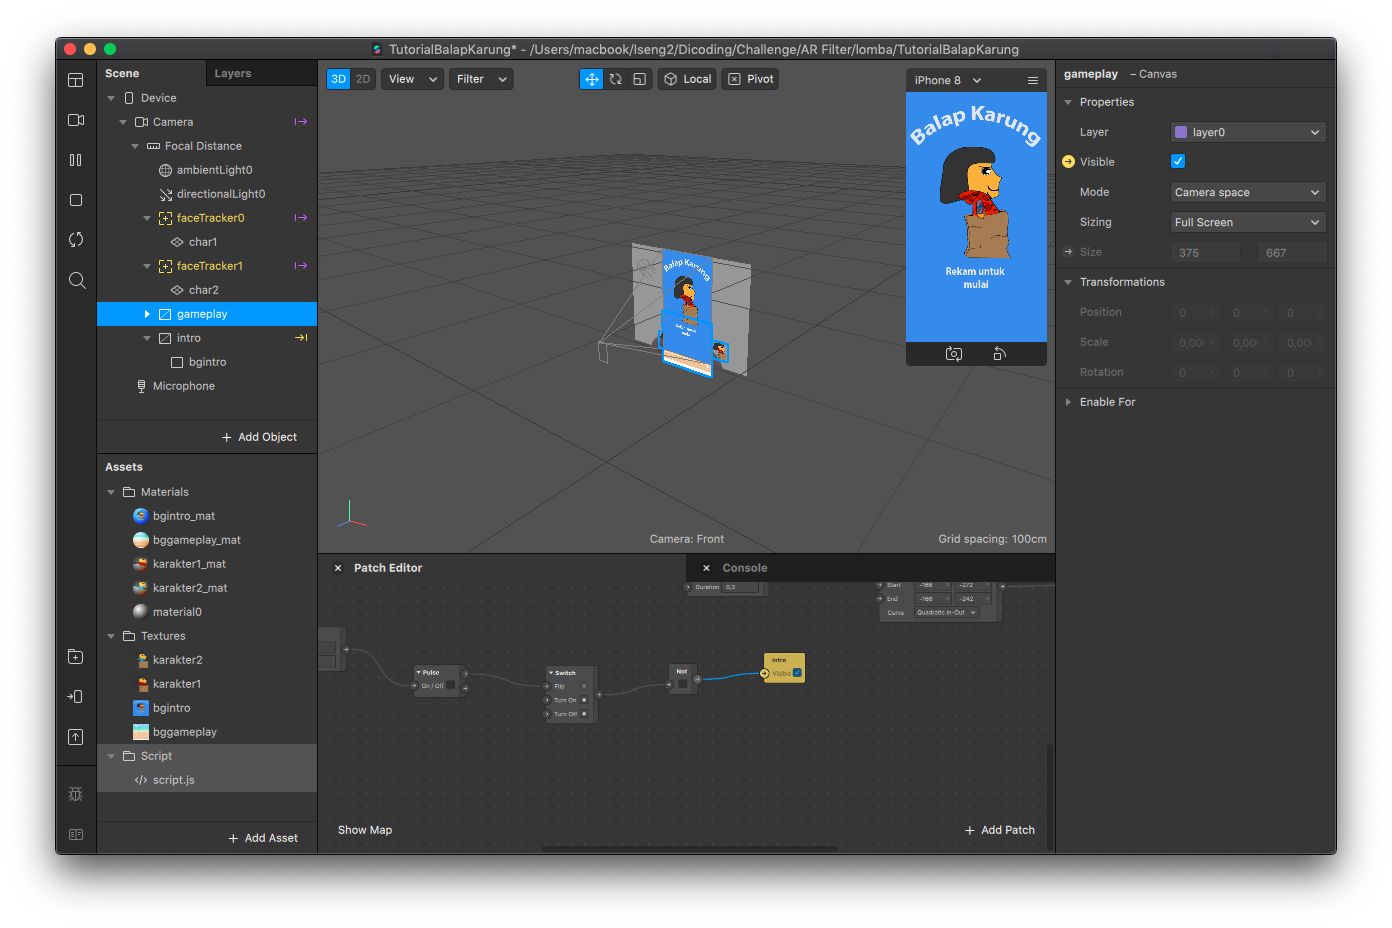 TutorialBalapKarung* - /Users/macbook/Iseng2/Dicoding/Challenge/AR Filter/lomba/TutorialBalapKarung
Scene
Layers
Device
Camera
Focal Distance
ambientLight0
directionalLight0
faceTracker0
char1
faceTracker1
char2
gameplay
intro
bgintro
Microphone
+ Add Object
Assets
Materials
bgintro_mat
bggameplay_mat
karakter1_mat
karakter2_mat
material0
Textures
karakter2
karakter1
bgintro
bggameplay
Script
script.js
+ Add Asset
3D
2D
View
Filter
Local
Pivot
iPhone 8
Balap Karung
Rekam untuk
mulai
Balap Karung
Camera: Front
Grid spacing: 100cm
Patch Editor
Console
Duration 0,3
Start -166 -272
End -166 -242
Curve Quadratic In-Out
Pulse
On / Off
Switch
Flip
Turn On
Turn Off
Not
intro
Visible
Show Map
+ Add Patch
gameplay – Canvas
Properties
Layer layer0
Visible
Mode Camera space
Sizing Full Screen
Size 375 667
Transformations
Position 0 0 0
Scale 0,00 0,00 0,00
Rotation 0 0 0
Enable For